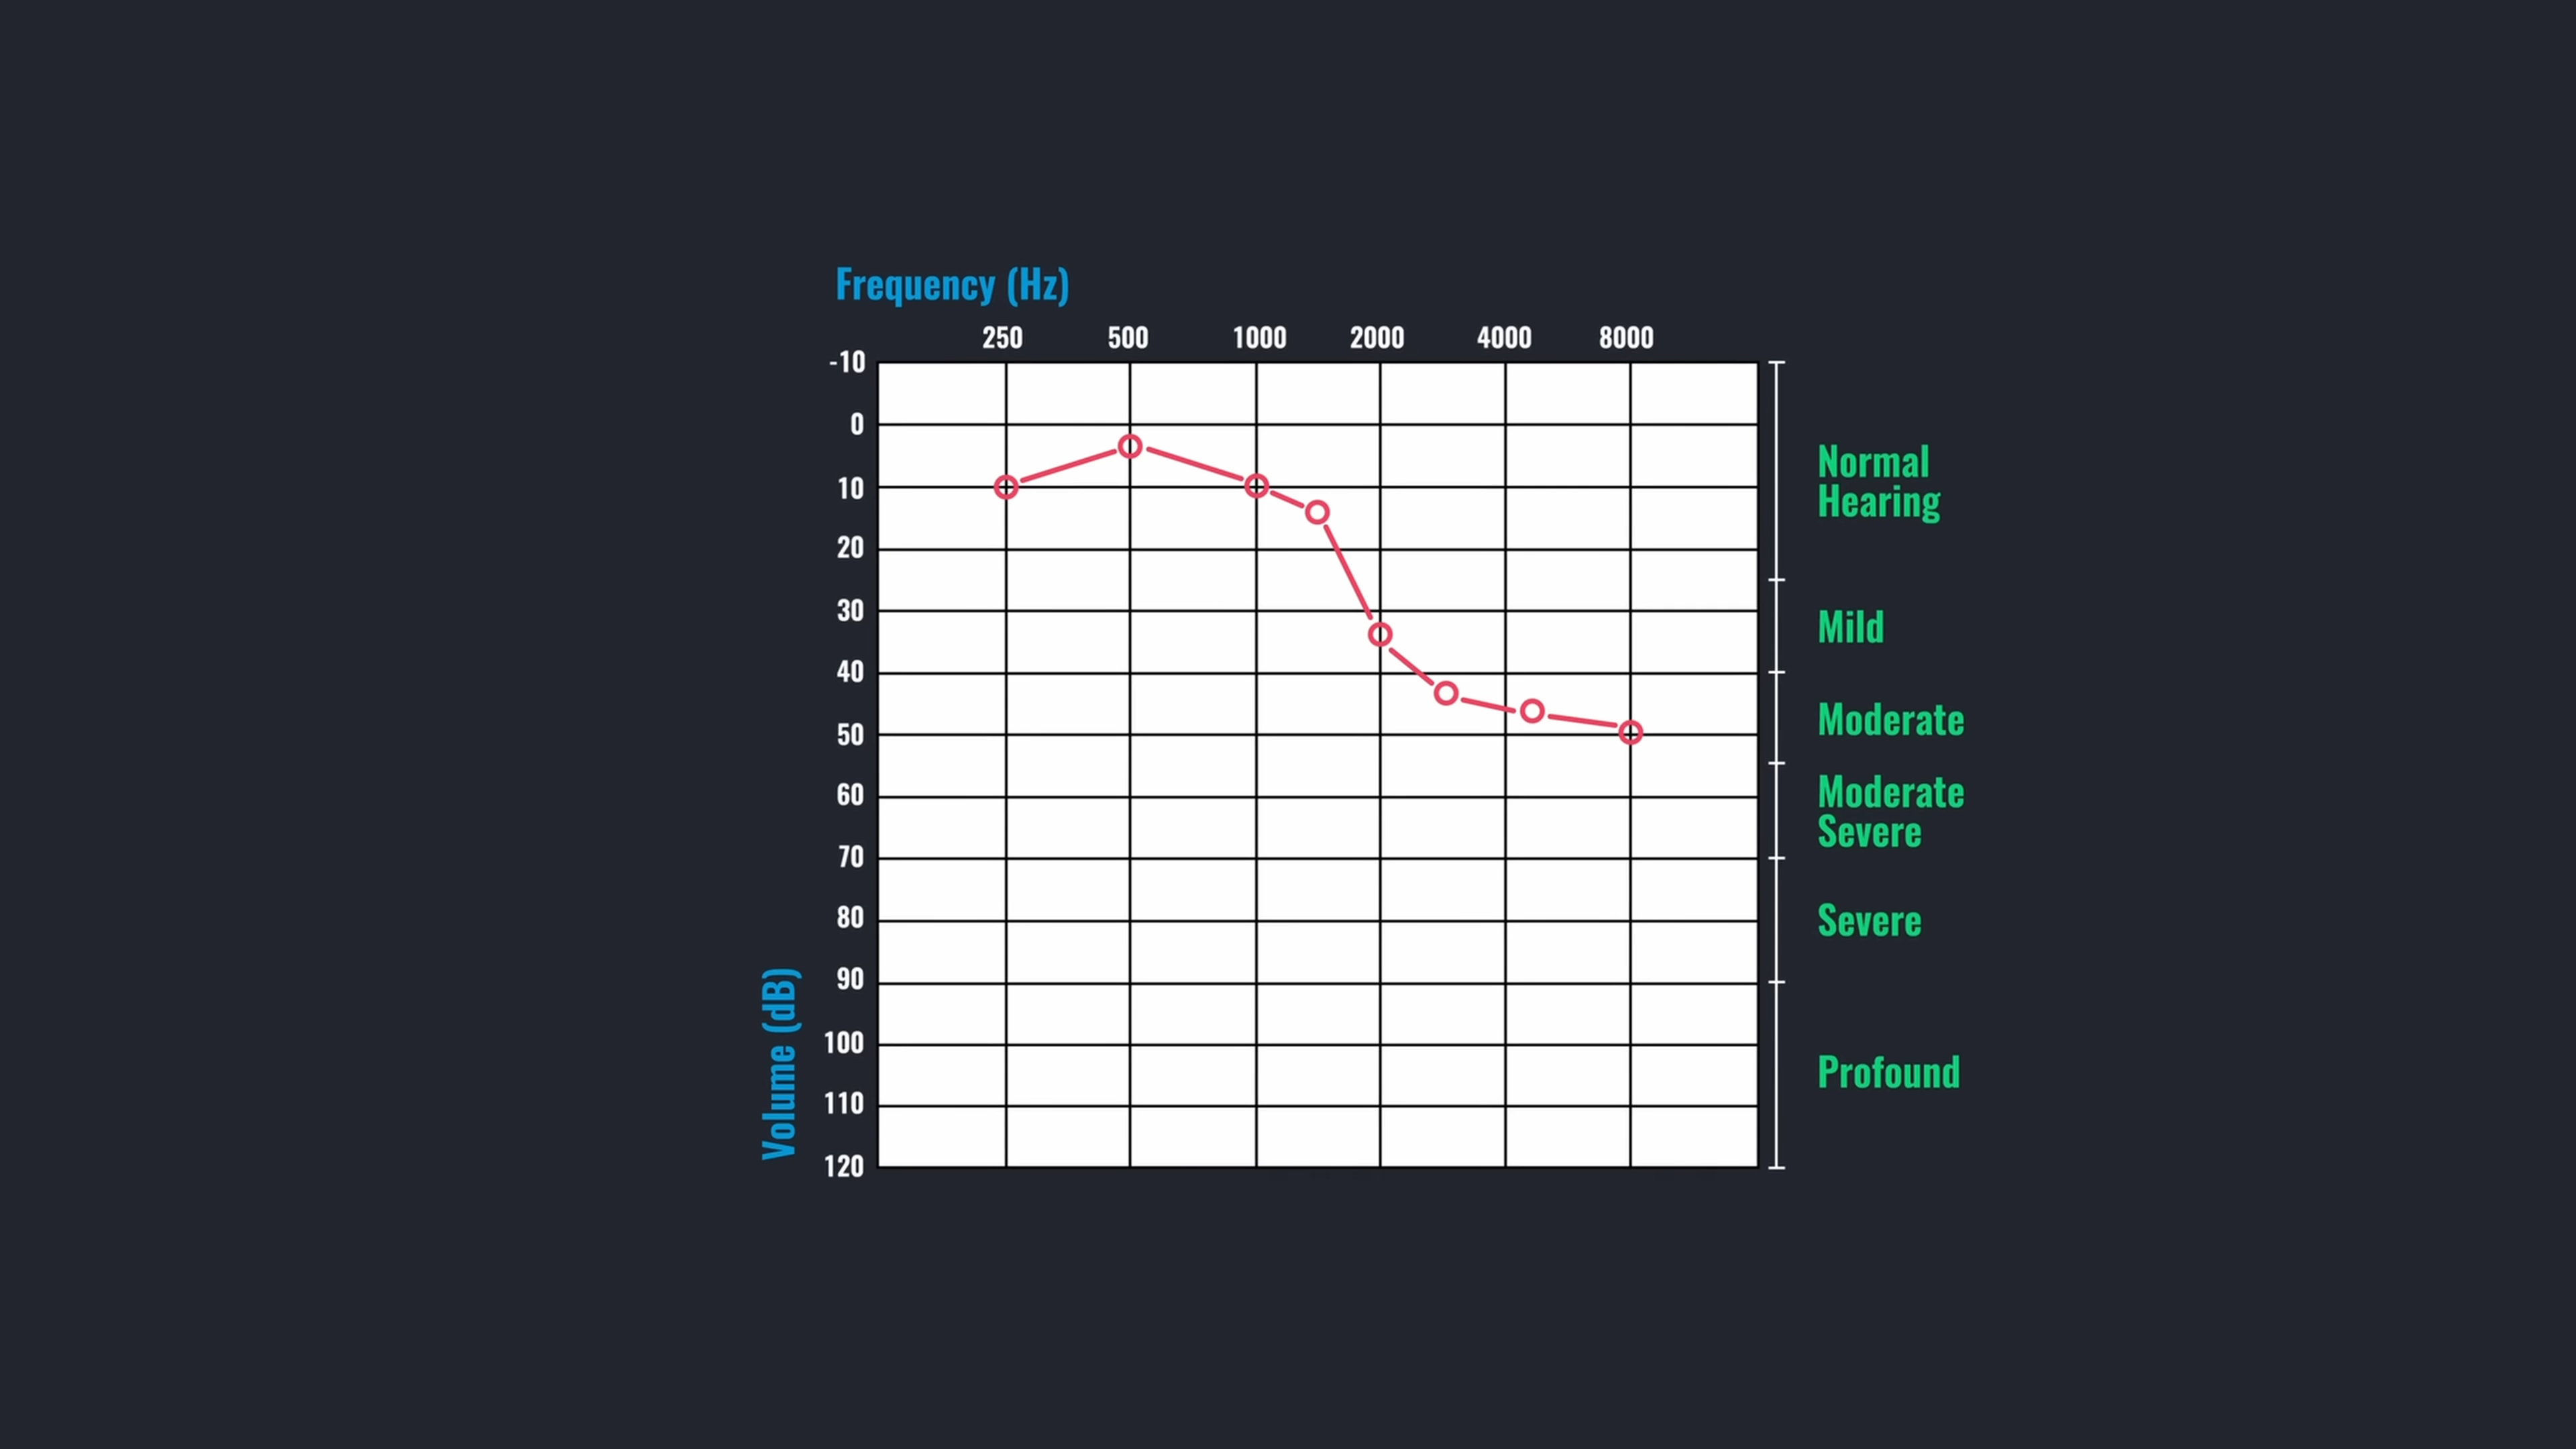 Frequency (Hz)
250 500 1000 2000 4000 8000
-10
0
10
20
30
40
50
60
70
80
90
100
110
120
Volume (dB)
Normal
Hearing
Mild
Moderate
Moderate
Severe
Severe
Profound